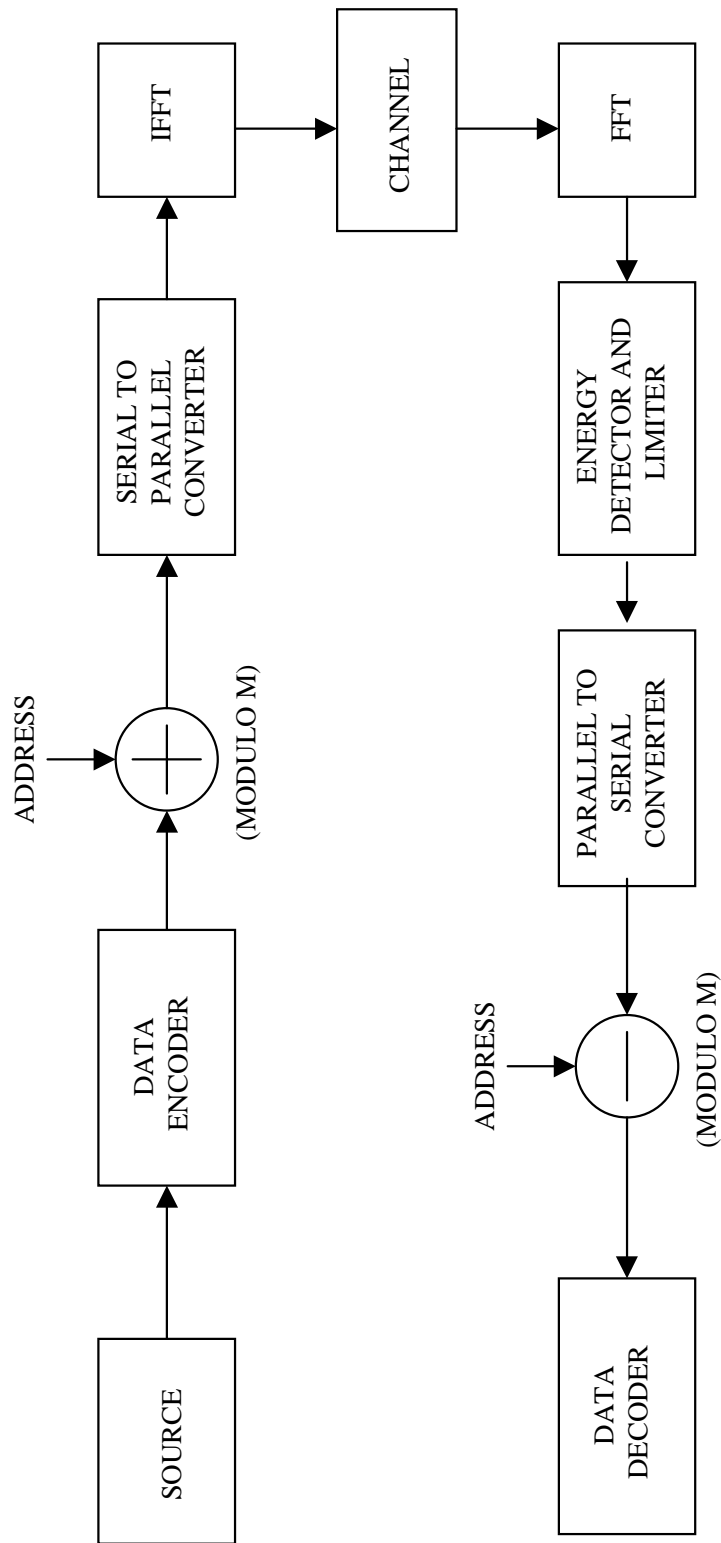 SOURCE
DATA
ENCODER
ADDRESS
(MODULO M)
SERIAL TO
PARALLEL
CONVERTER
IFFT
CHANNEL
FFT
ENERGY
DETECTOR AND
LIMITER
PARALLEL TO
SERIAL
CONVERTER
ADDRESS
(MODULO M)
DATA
DECODER